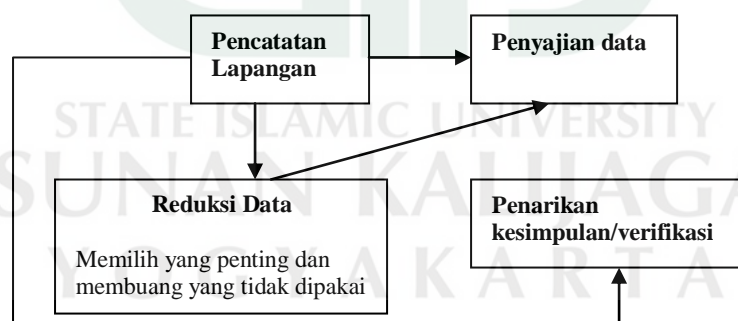 Pencatatan
Lapangan
Penyajian data
STATE ISLAMIC UNIVERSITY
SUNAN KALIJAGA
YOGYAKARTA
Reduksi Data
Memilih yang penting dan
membuang yang tidak dipakai
Penarikan
kesimpulan/verifikasi